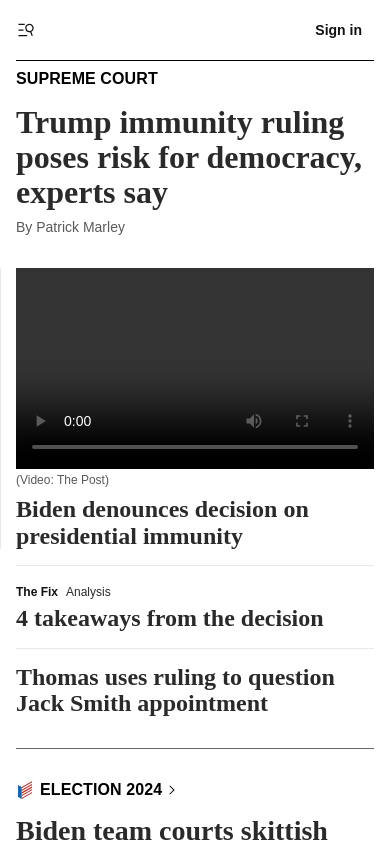 Sign in
SUPREME COURT
Trump immunity ruling
poses risk for democracy,
experts say
By Patrick Marley
0:00
(Video: The Post)
Biden denounces decision on
presidential immunity
The Fix Analysis
4 takeaways from the decision
Thomas uses ruling to question
Jack Smith appointment
ELECTION 2024
Biden team courts skittish